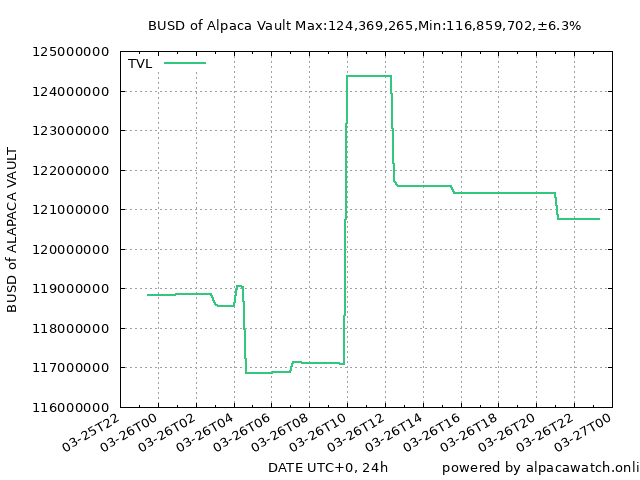 BUSD of Alpaca Vault Max:124,369,265,Min:116,859,702,±6.3%
TVL
125000000
124000000
123000000
122000000
121000000
120000000
119000000
118000000
117000000
116000000
BUSD of ALAPACA VAULT
03-25T22
03-26T00
03-26T02
03-26T04
03-26T06
03-26T08
03-26T10
03-26T12
03-26T14
03-26T16
03-26T18
03-26T20
03-26T22
03-27T00
DATE UTC+0, 24h
powered by alpacawatch.onli